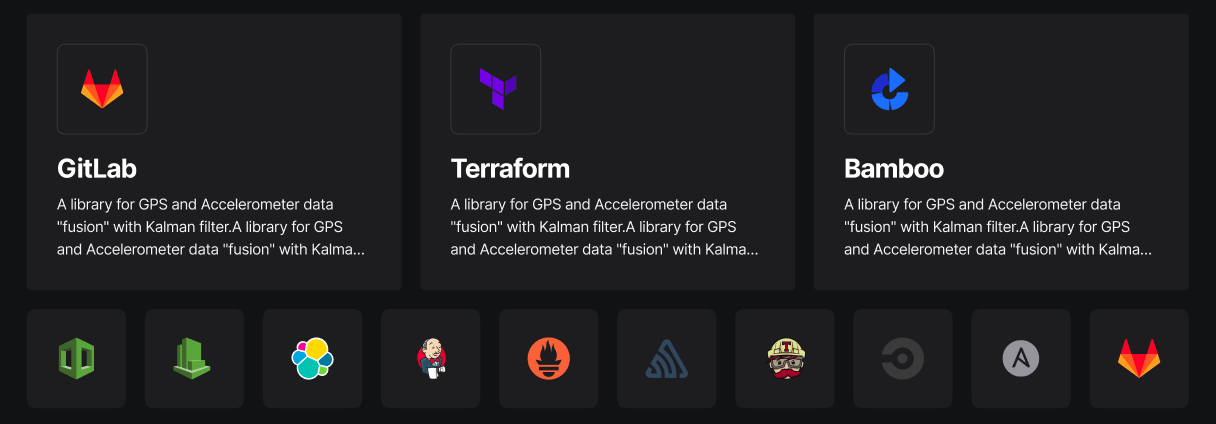 GitLab
A library for GPS and Accelerometer data
"fusion" with Kalman filter.A library for GPS
and Accelerometer data "fusion" with Kalma...
Terraform
A library for GPS and Accelerometer data
"fusion" with Kalman filter.A library for GPS
and Accelerometer data "fusion" with Kalma...
Bamboo
A library for GPS and Accelerometer data
"fusion" with Kalman filter.A library for GPS
and Accelerometer data "fusion" with Kalma...
T
A